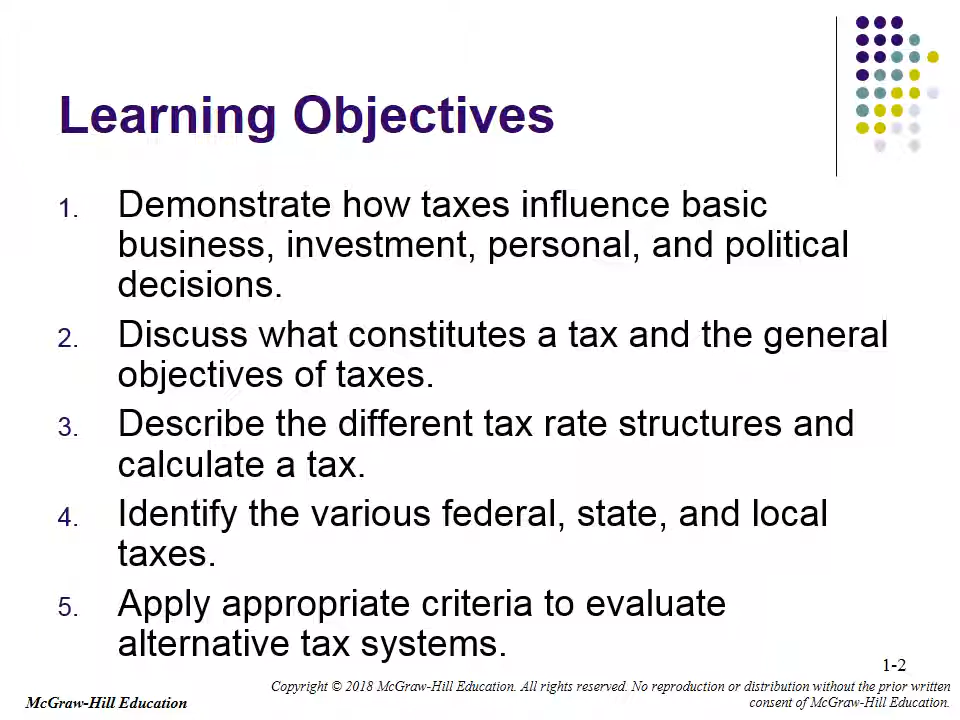 Learning Objectives
1. Demonstrate how taxes influence basic
business, investment, personal, and political
decisions.
2. Discuss what constitutes a tax and the general
objectives of taxes.
3. Describe the different tax rate structures and
calculate a tax.
4. Identify the various federal, state, and local
taxes.
5. Apply appropriate criteria to evaluate
alternative tax systems.
1-2
Copyright © 2018 McGraw-Hill Education. All rights reserved. No reproduction or distribution without the prior written
consent of McGraw-Hill Education.
McGraw-Hill Education